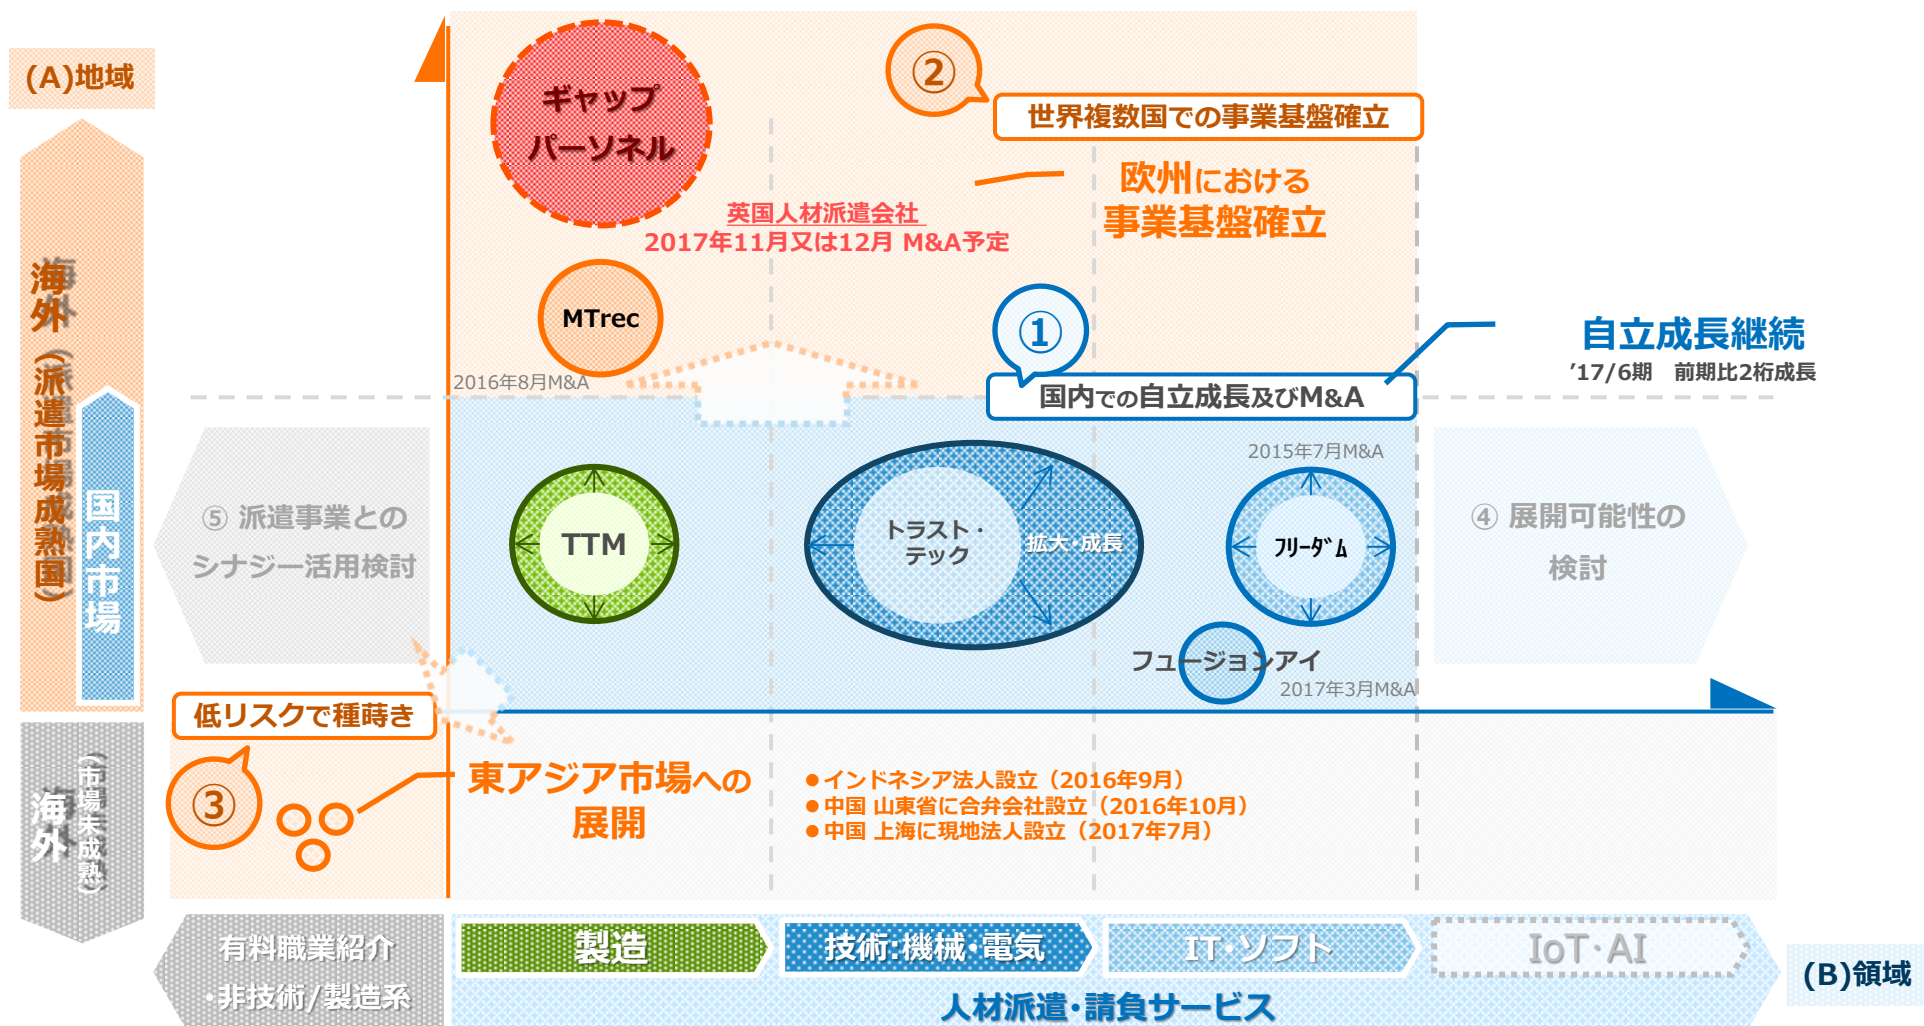 (A)地域
ギャップ
パーソネル
②
世界複数国での事業基盤確立
欧州における
事業基盤確立
英国人材派遣会社
2017年11月又は12月 M&A予定
海外（派遣市場成熟国）
国内市場
MTrec
2016年8月M&A
①
国内での自立成長及びM&A
自立成長継続
'17/6期　前期比2桁成長
⑤ 派遣事業との
シナジー活用検討
TTM
トラスト・
テック
拡大・成長
2015年7月M&A
フリーダム
フュージョンアイ
2017年3月M&A
④ 展開可能性の
検討
低リスクで種蒔き
③
海外
（市場未成熟）
東アジア市場への
展開
●インドネシア法人設立（2016年9月）
●中国 山東省に合弁会社設立（2016年10月）
●中国 上海に現地法人設立（2017年7月）
有料職業紹介
・非技術/製造系
製造
技術:機械・電気
IT・ソフト
IoT・AI
人材派遣・請負サービス
(B)領域